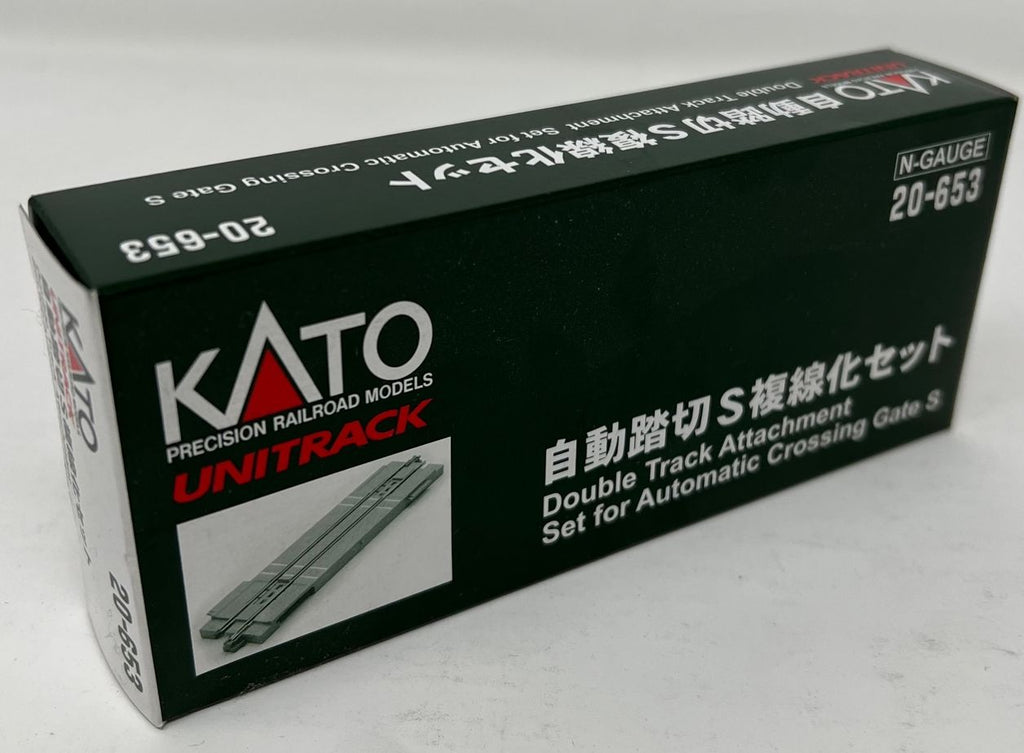 KATO 自動踏切S複線化セット
UNITRACK
Double Track Attachment Set for Automatic Crossing Gate S
20-653
N-GAUGE
20-653
KATO
PRECISION RAILROAD MODELS
UNITRACK
自動踏切S複線化セット
Double Track Attachment
Set for Automatic Crossing Gate S
KATO
20-653